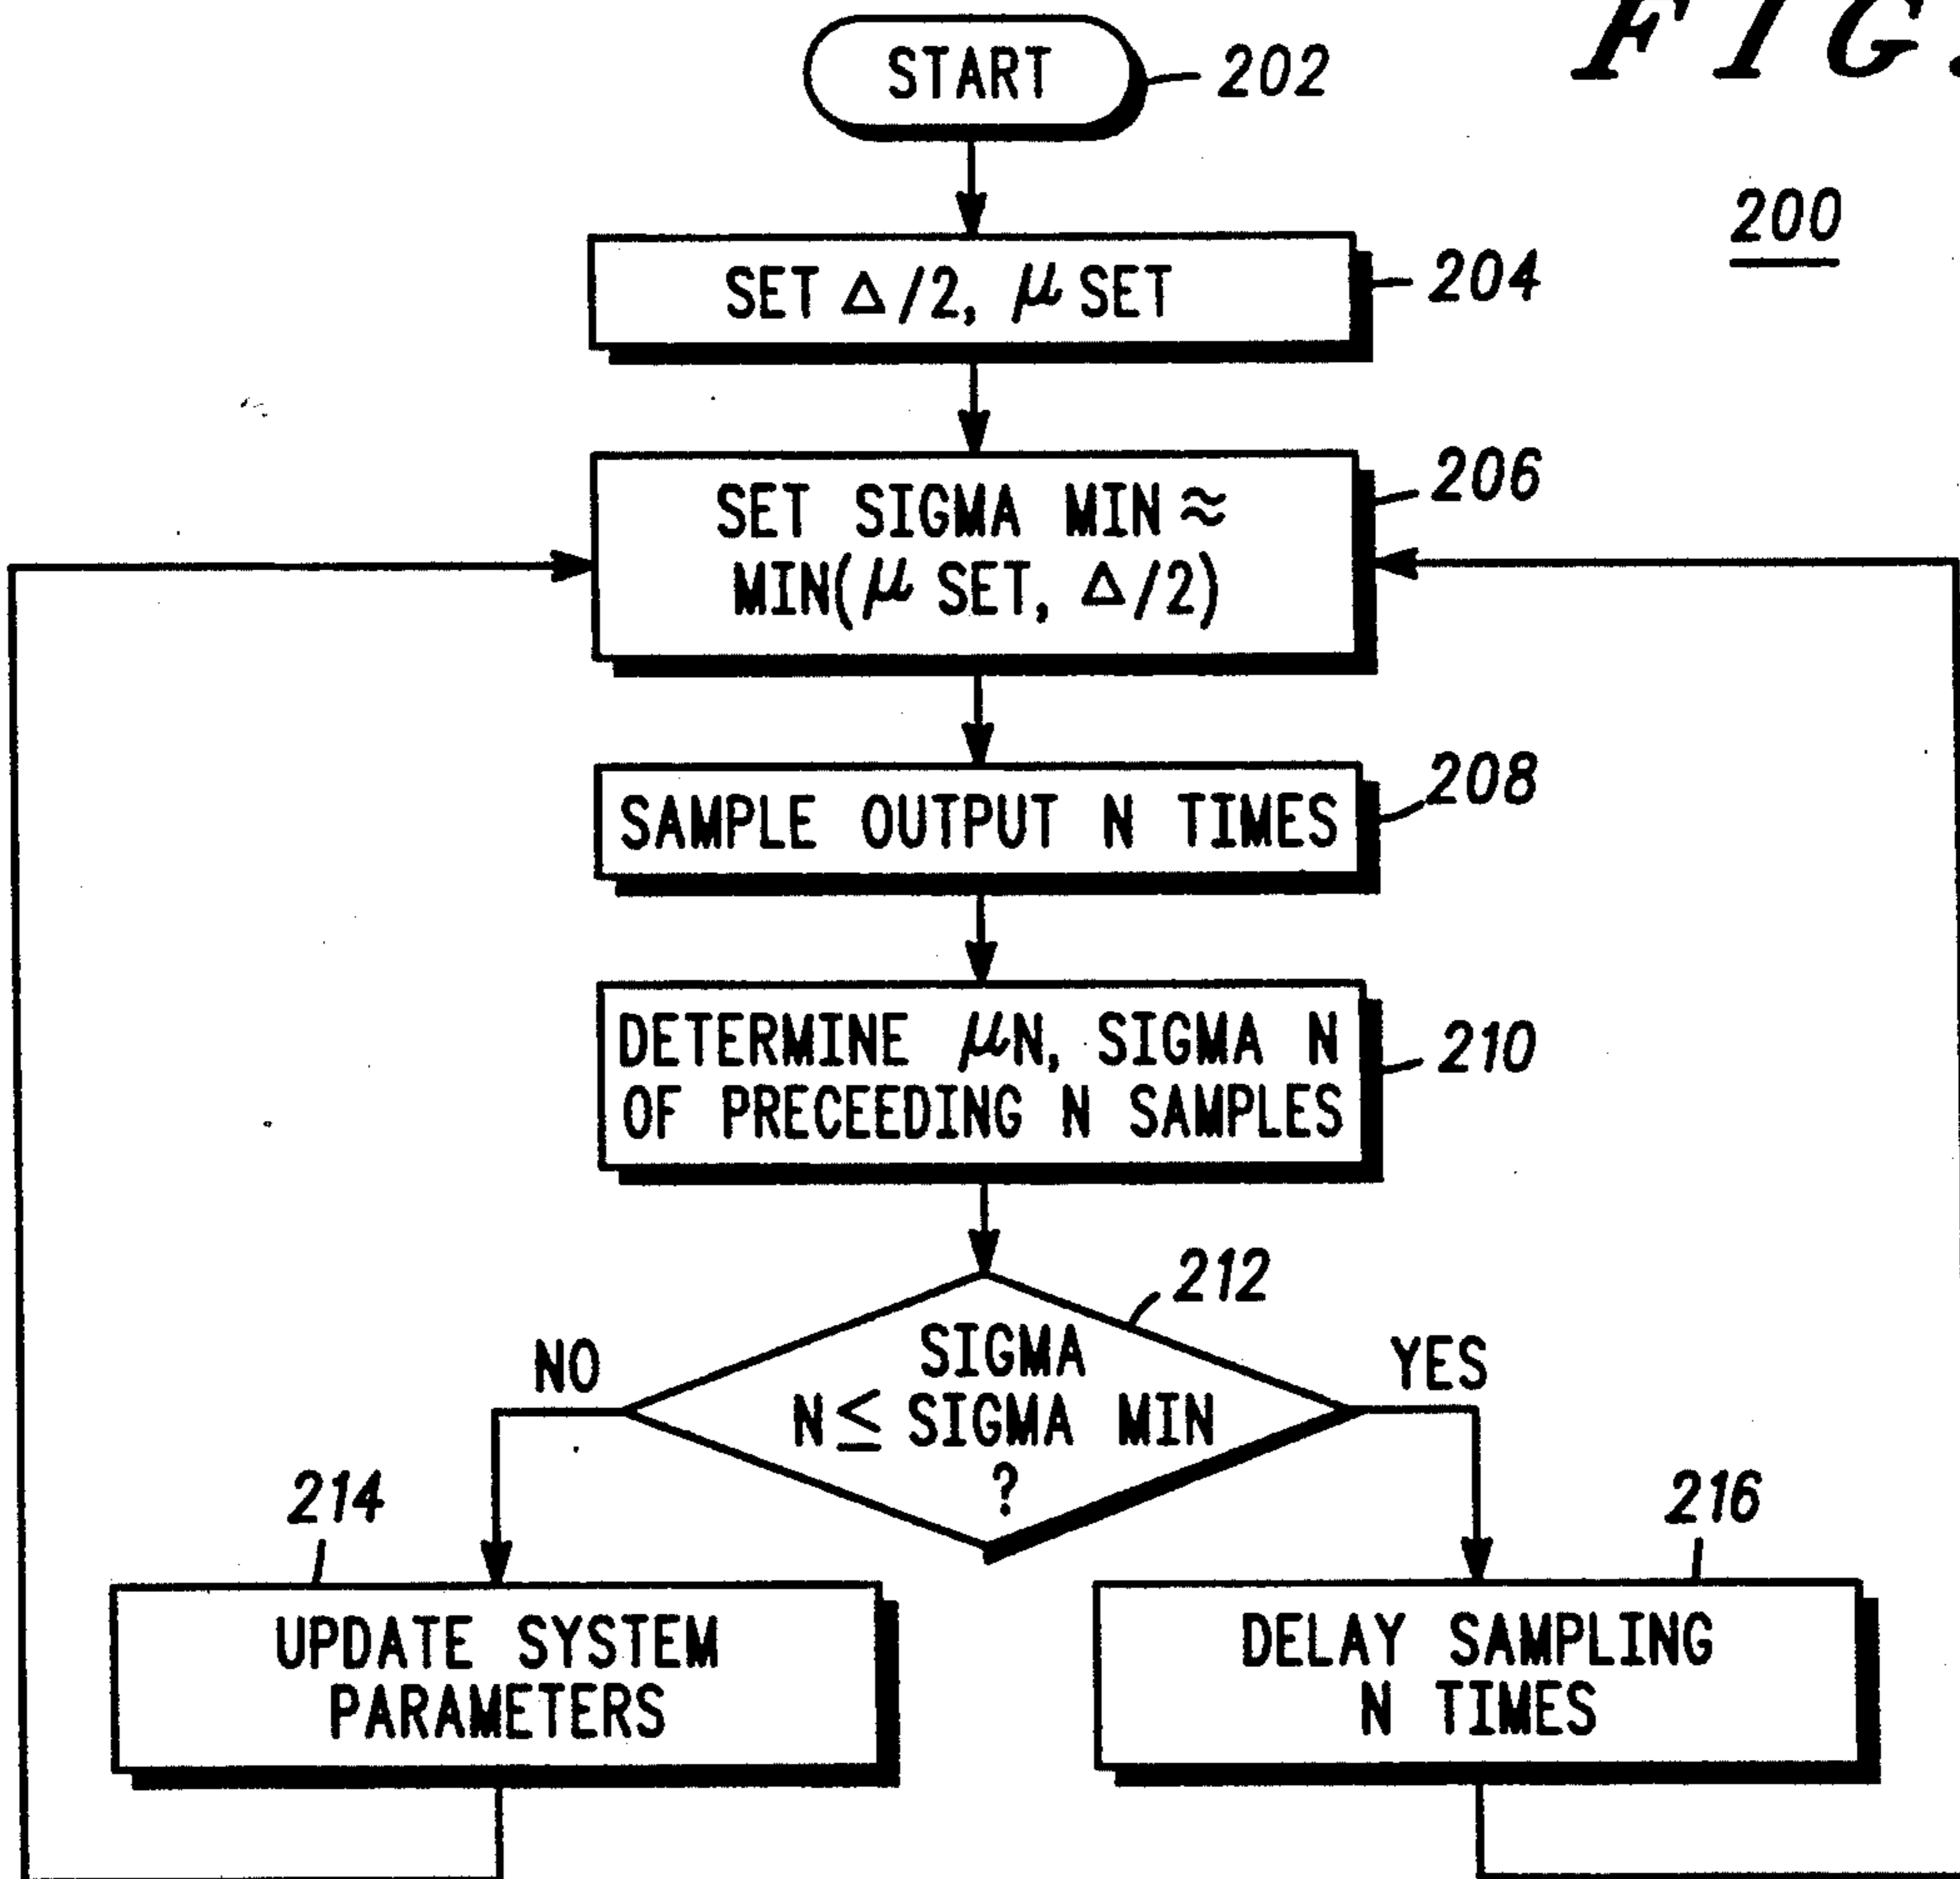 FIG.
START
202
200
SET Δ/2, μ SET
204
SET SIGMA MIN ≈
MIN(μ SET, Δ/2)
206
SAMPLE OUTPUT N TIMES
208
DETERMINE μN, SIGMA N
OF PRECEEDING N SAMPLES
210
212
SIGMA
N ≤ SIGMA MIN
?
NO
YES
214
216
UPDATE SYSTEM
PARAMETERS
DELAY SAMPLING
N TIMES